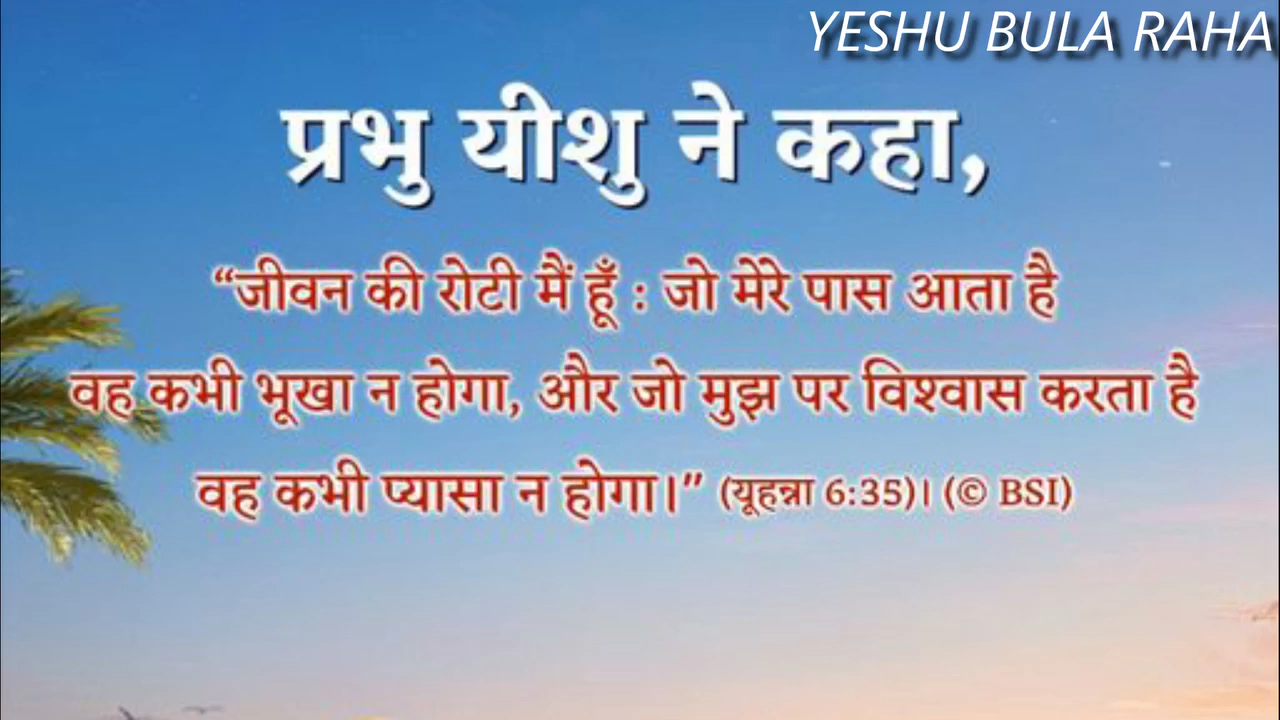 YESHU BULA RAHA
प्रभु यीशु ने कहा,
“जीवन की रोटी मैं हूँ : जो मेरे पास आता है
वह कभी भूखा न होगा, और जो मुझ पर विश्वास करता है
वह कभी प्यासा न होगा।” (यूहन्ना 6:35)। (© BSI)